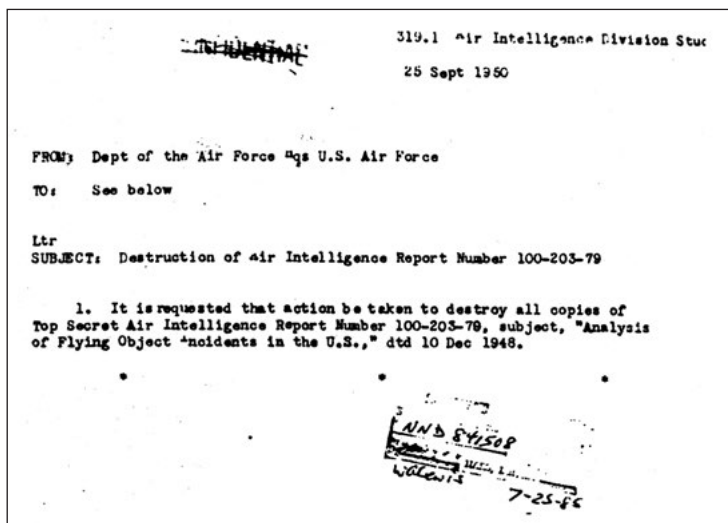 CONFIDENTIAL
319.1 Air Intelligence Division Stud
25 Sept 1950
FROM: Dept of the Air Force Hqs U.S. Air Force
TO: See below
Ltr
SUBJECT: Destruction of Air Intelligence Report Number 100-203-79
1. It is requested that action be taken to destroy all copies of
Top Secret Air Intelligence Report Number 100-203-79, subject, "Analysis
of Flying Object Incidents in the U.S.," dtd 10 Dec 1948.
* * *
NND 841508
WGLewis
7-25-85